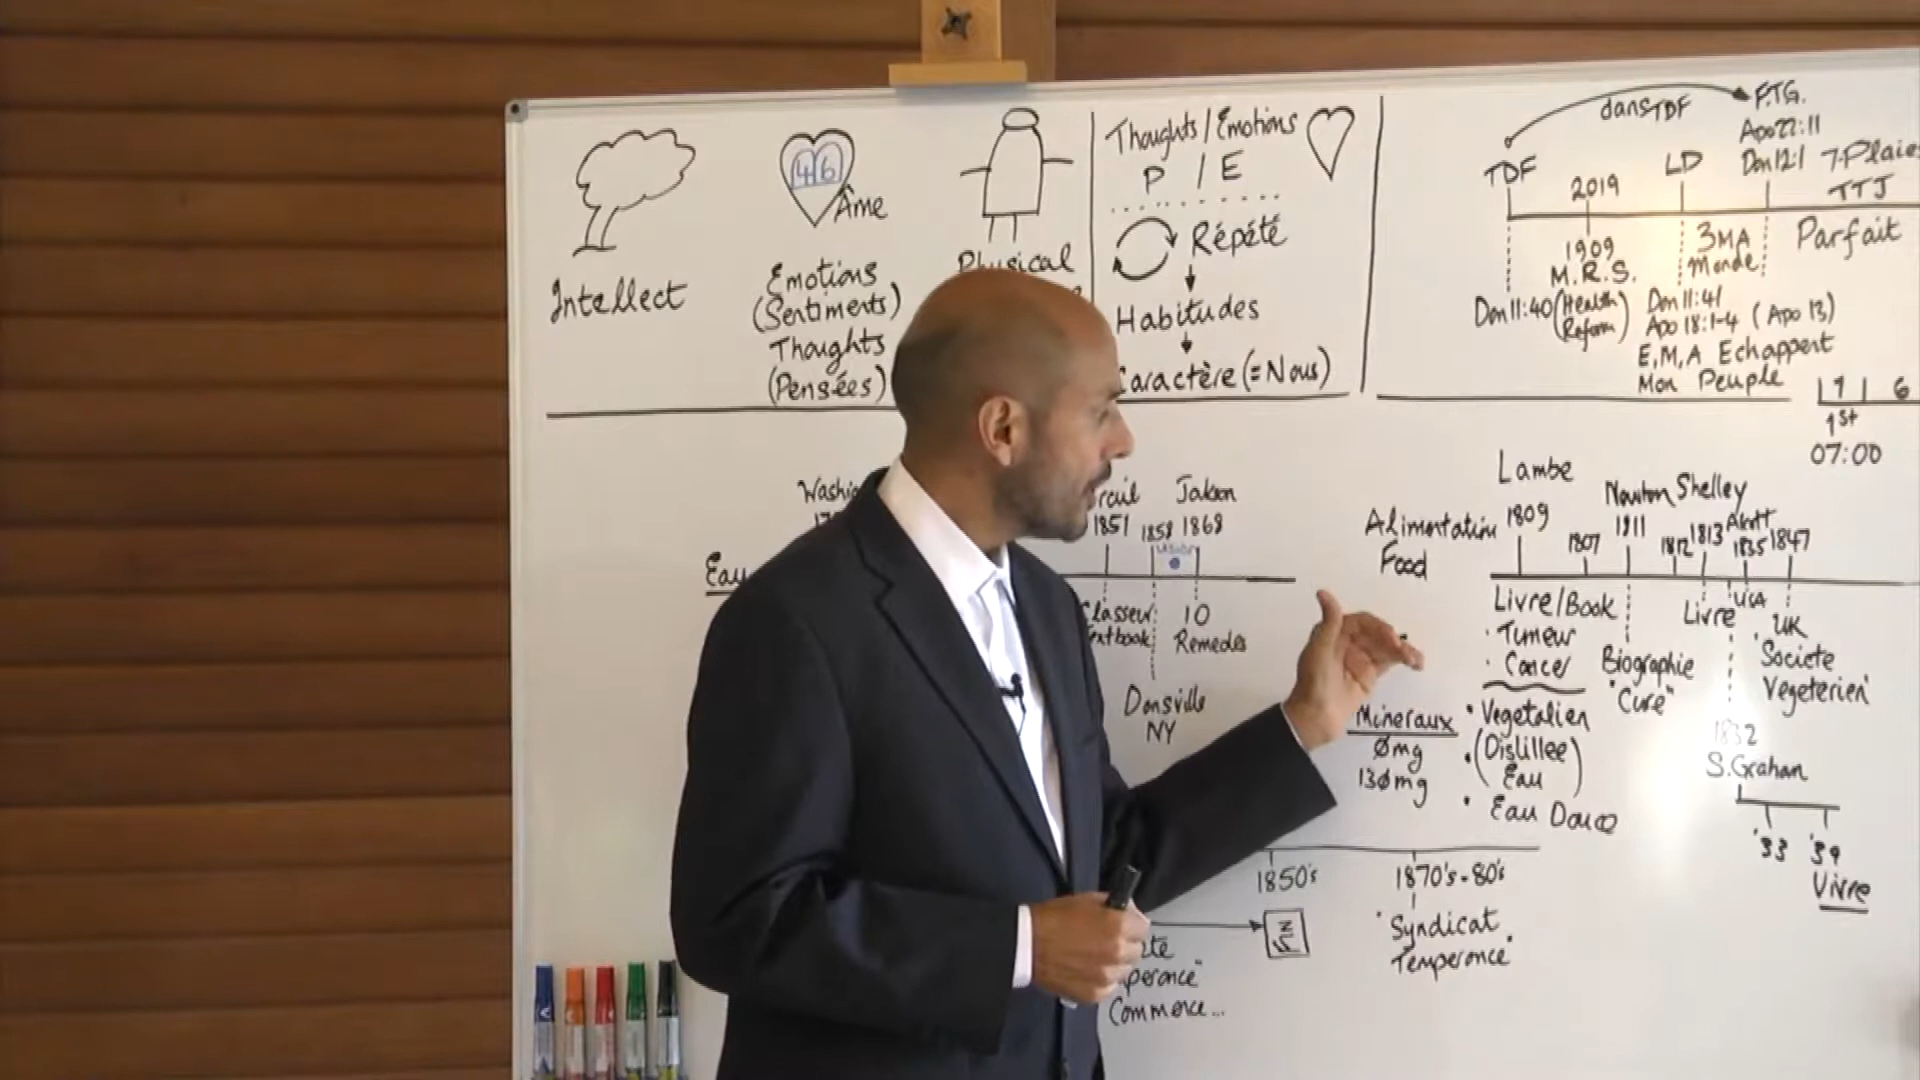 46
Âme
Intellect
Emotions
(Sentiments)
Thoughts
(Pensées)
Physical
Thoughts/Emotions
P / E
Répété
Habitudes
Caractère (=Nous)
dans TDF
F.T.G.
Apo 22:11
Dan 12:1
7-Plaies
TTJ
TDF
2019
LD
1909
M.R.S.
(Health
Reform)
3MA
Monde
Parfait
Dan 11:40
Dan 11:41
Apo 18:1-4 (Apo 13)
E,M,A Echappent
Mon Peuple
1st
07:00
Eau
1851
1858
Jakson
1868
Textbook
10
Remedes
Dansville
NY
Alimentation
Food
Lambe
1809
1807
Newton
1811
Shelley
1812
1813
1835
1847
Livre/Book
· Tumeur
· Cancer
Biographie
"Cure"
Livre
USA
UK
"Societe
Vegeterien"
Mineraux
Ømg
13Ømg
· Vegetalien
· (Distillee
Eau)
· Eau Douce
1832
S.Graham
'33
'39
Vivre
1850's
1870's-80's
"Syndicat
Temperance"
Commerce...